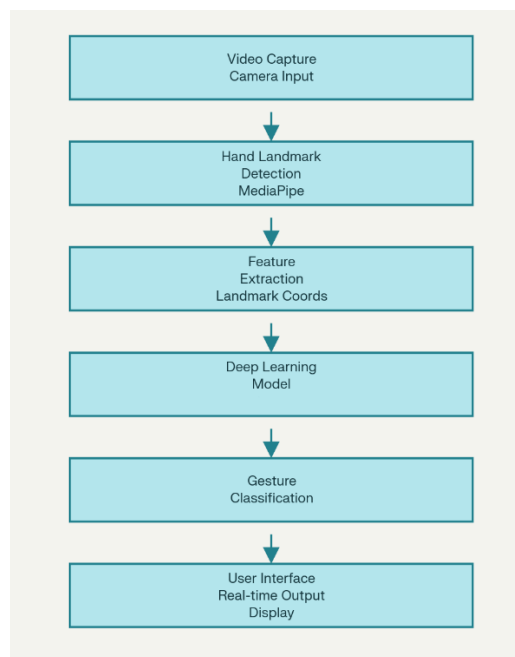 Video Capture
Camera Input
Hand Landmark
Detection
MediaPipe
Feature
Extraction
Landmark Coords
Deep Learning
Model
Gesture
Classification
User Interface
Real-time Output
Display